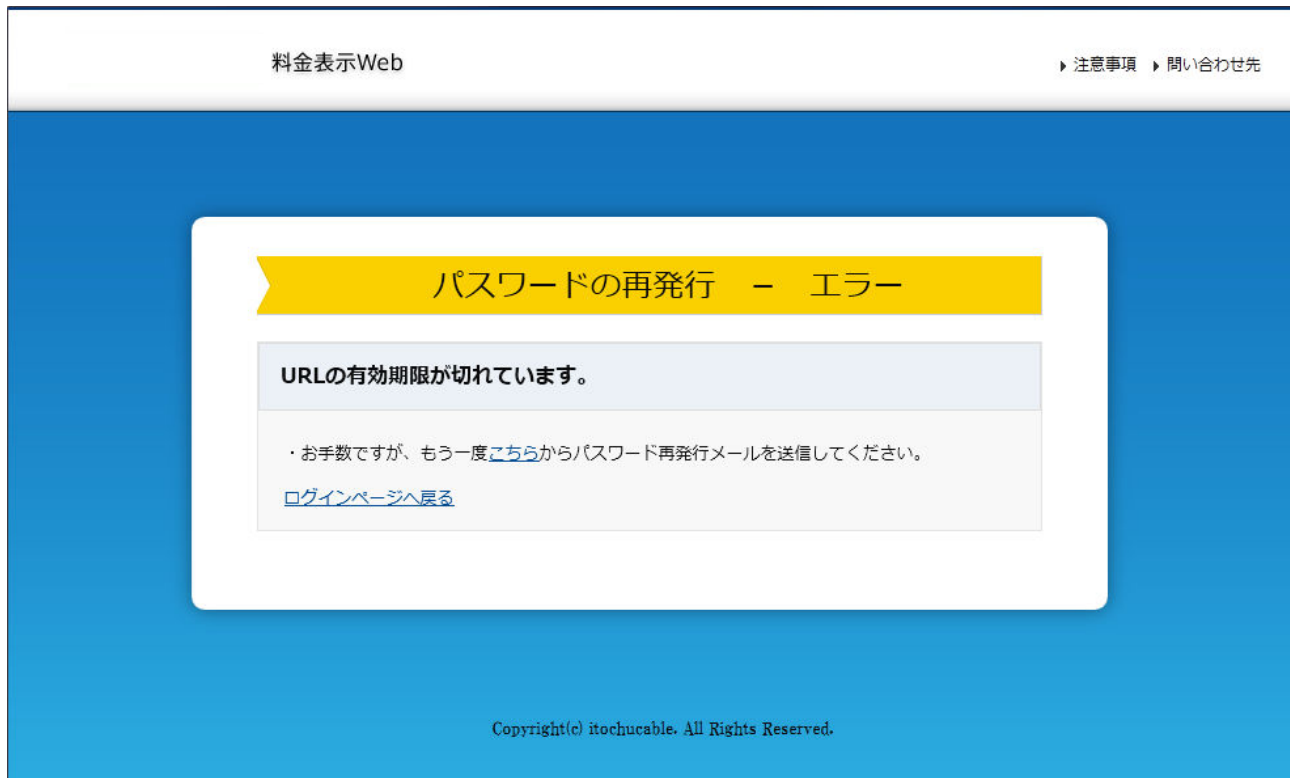 料金表示Web
注意事項 問い合わせ先
パスワードの再発行　－　エラー
URLの有効期限が切れています。
・お手数ですが、もう一度こちらからパスワード再発行メールを送信してください。
ログインページへ戻る
Copyright(c) itochucable. All Rights Reserved.